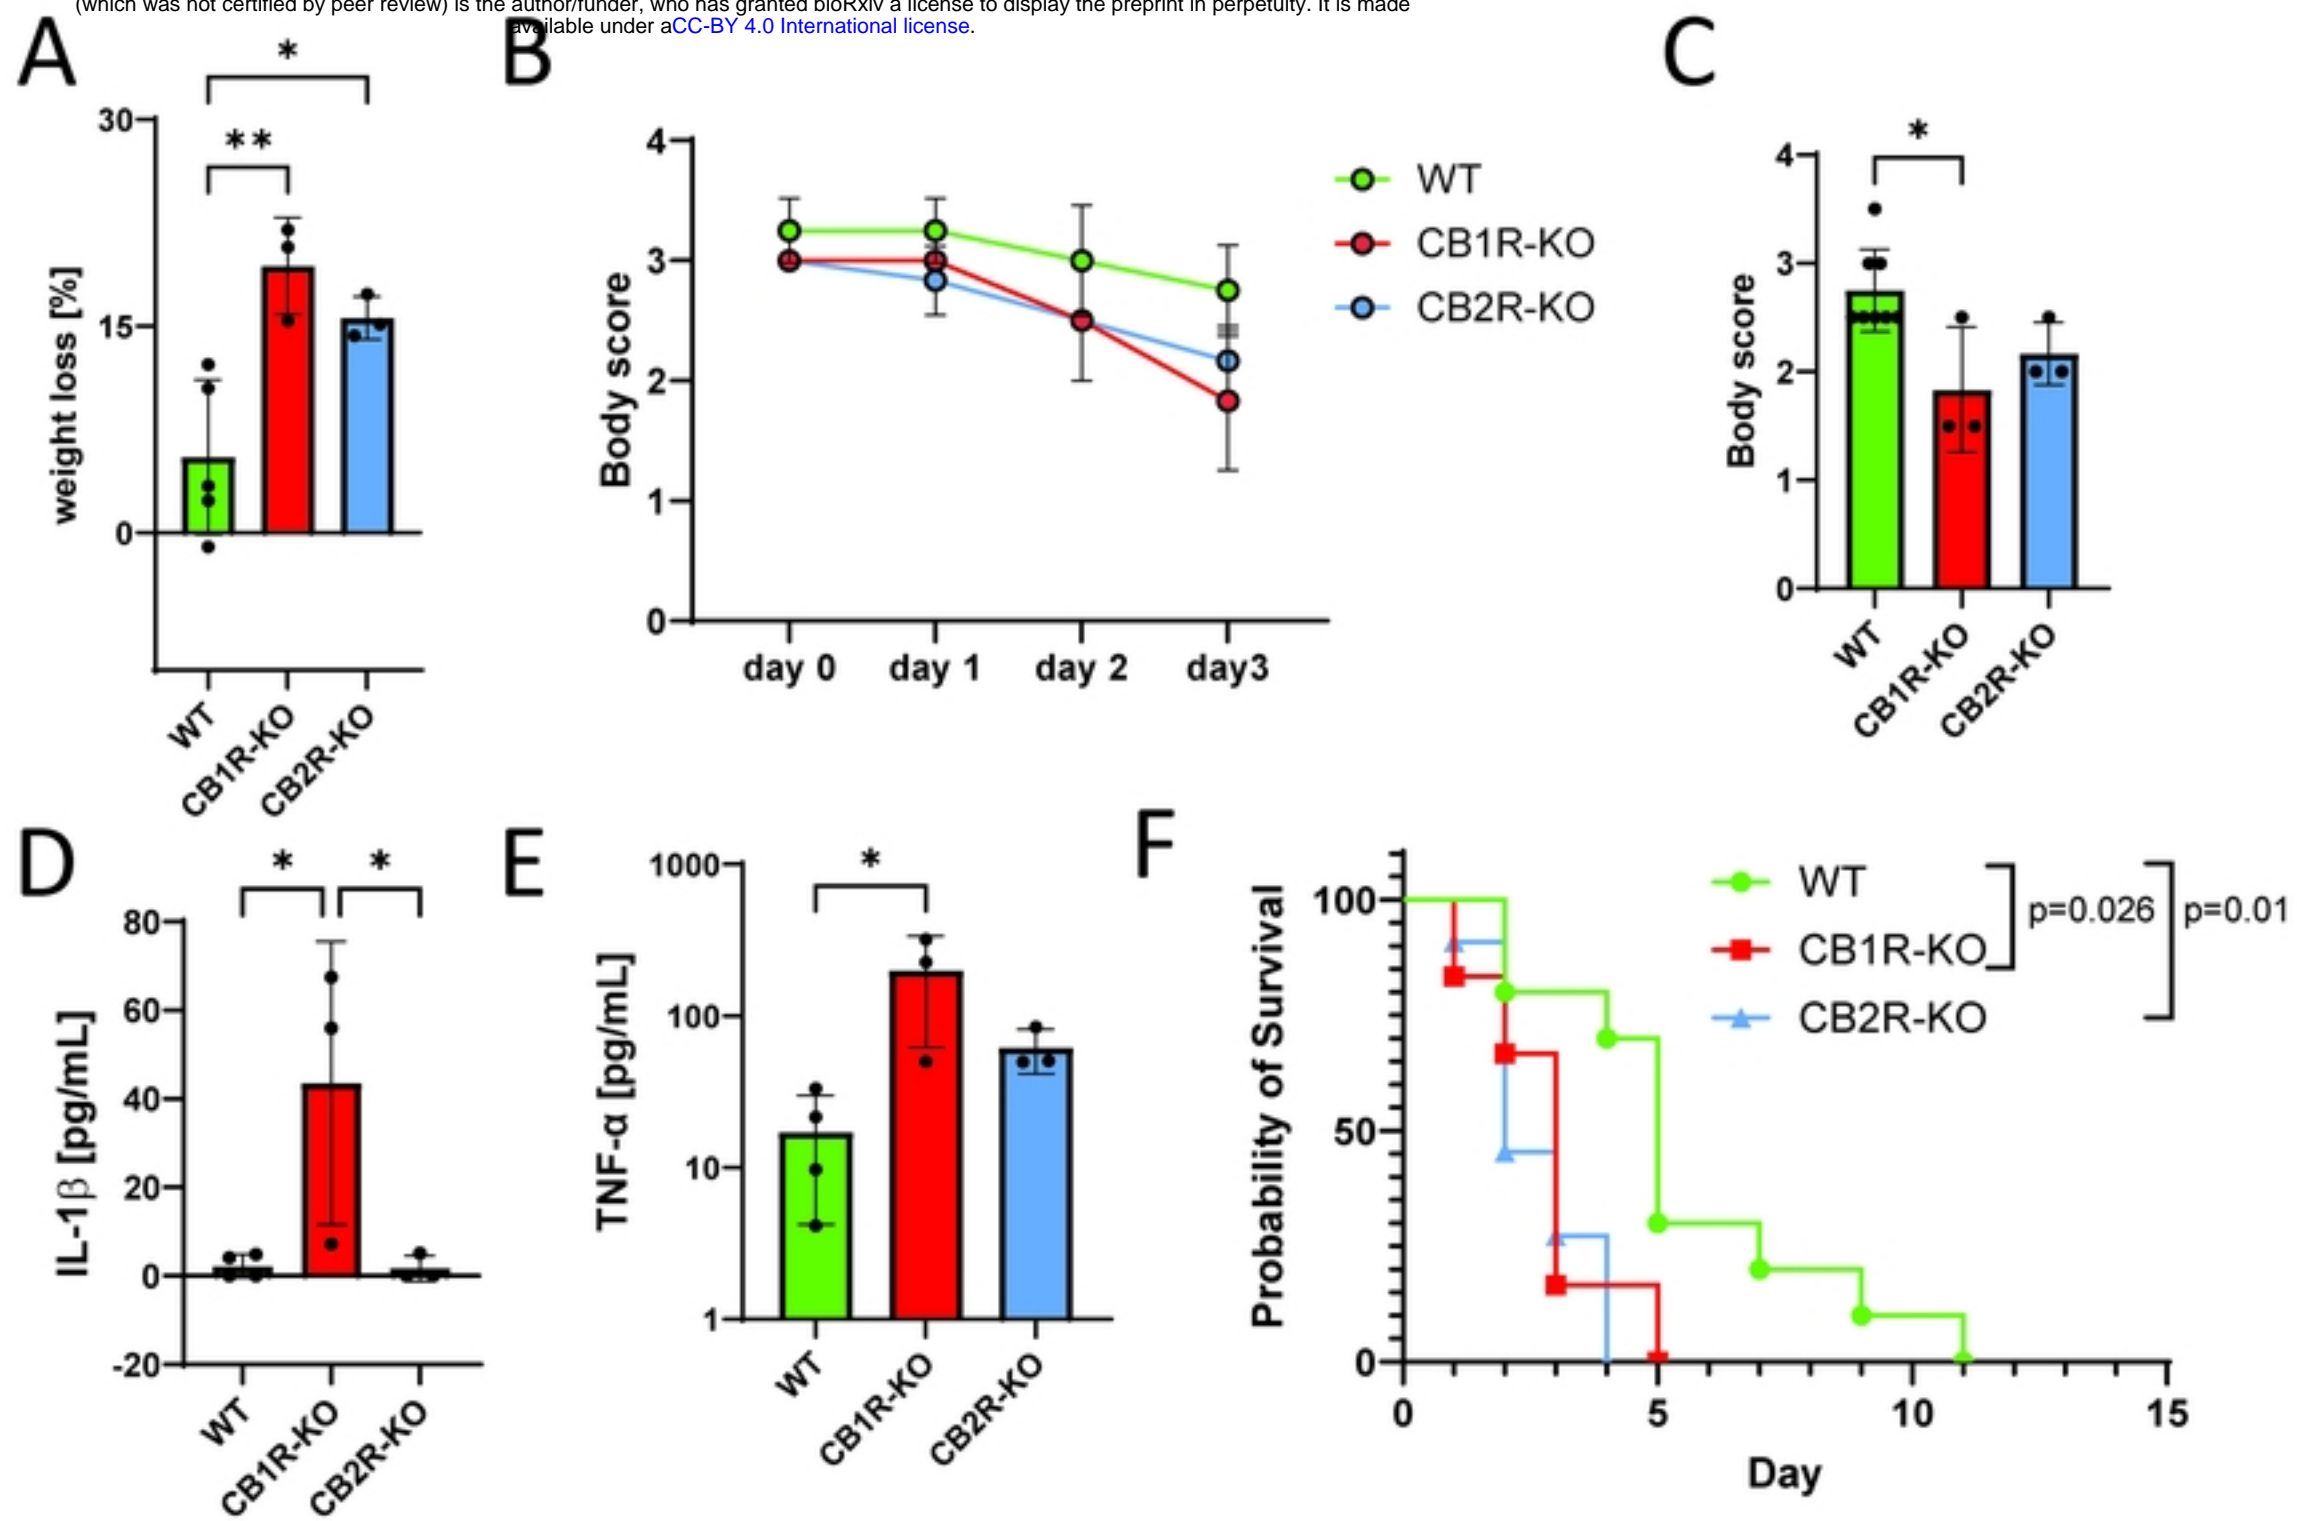 (which was not certified by peer review) is the author/funder, who has granted bioRxiv a license to display the preprint in perpetuity. It is made
available under aCC-BY 4.0 International license.
A
*
**
30
15
0
weight loss [%]
WT
CB1R-KO
CB2R-KO
B
4
3
2
1
0
Body score
day 0
day 1
day 2
day3
WT
CB1R-KO
CB2R-KO
C
*
4
3
2
1
0
Body score
WT
CB1R-KO
CB2R-KO
D
*
*
80
60
40
20
0
-20
IL-1β [pg/mL]
WT
CB1R-KO
CB2R-KO
E
*
1000
100
10
1
TNF-α [pg/mL]
WT
CB1R-KO
CB2R-KO
F
100
50
0
Probability of Survival
WT
CB1R-KO
CB2R-KO
p=0.026
p=0.01
0
5
10
15
Day